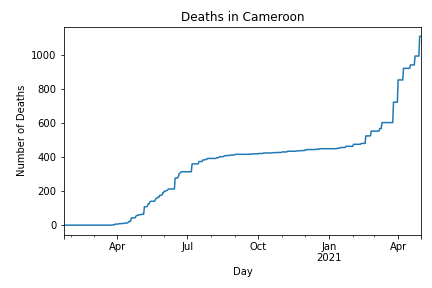 Deaths in Cameroon
Number of Deaths
1000
800
600
400
200
0
Apr
Jul
Oct
Jan
2021
Apr
Day